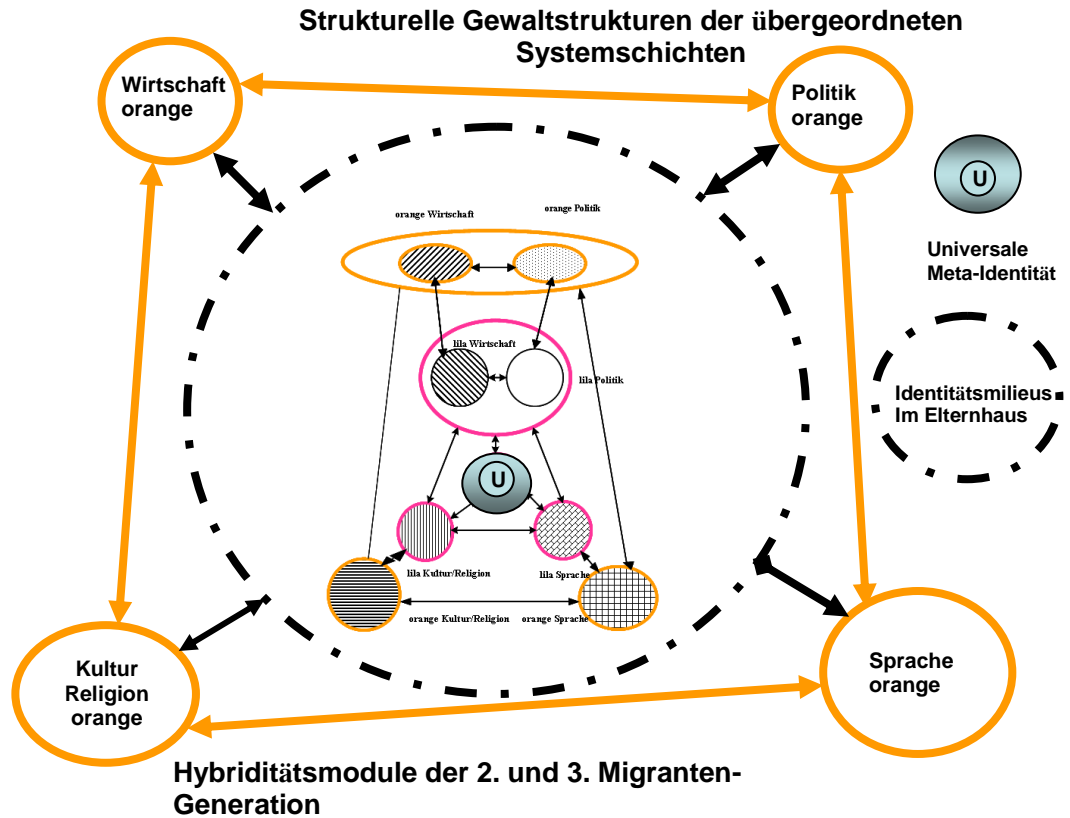 Strukturelle Gewaltstrukturen der übergeordneten
Systemschichten
Wirtschaft
orange
Politik
orange
U
Universale
Meta-Identität
Identitätsmilieus
Im Elternhaus
orange Wirtschaft
orange Politik
lila Wirtschaft
lila Politik
U
lila Kultur/Religion
lila Sprache
orange Kultur/Religion
orange Sprache
Kultur
Religion
orange
Sprache
orange
Hybriditätsmodule der 2. und 3. Migranten-
Generation